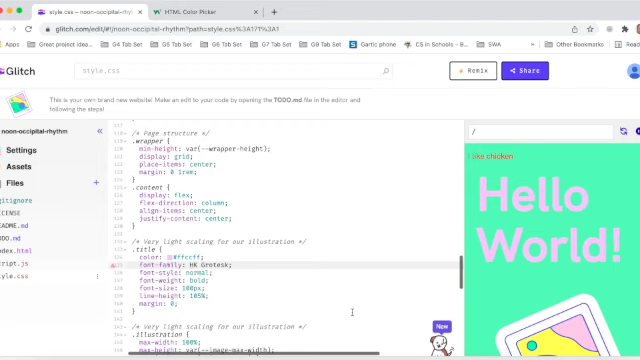 style.css
HTML Color Picker
glitch.com/edit/#!/noon-occipital-rhythm?path=style.css%3A171%3A1
Apps
Great project idea...
G4 Tab Set
G5 Tab Set
G6 Tab Set
G7 Tab Set
G9 Tab Set
Gartic phone
CS in Schools -...
SWA
Other Bookmarks
Reading List
Glitch
style.css
Remix
Share
This is your own brand new website! Make an edit to your code by opening the TODO.md file in the editor and
following the steps!
noon-occipital-rhythm
Settings
Assets
Files
.gitignore
LICENSE
README.md
TODO.md
index.html
script.js
style.css
/* Page structure */
.wrapper {
min-height: var(--wrapper-height);
display: grid;
place-items: center;
margin: 0 1rem;
}
.content {
display: flex;
flex-direction: column;
align-items: center;
justify-content: center;
}
/* Very light scaling for our illustration */
.title {
color: #ffccff;
font-family: HK Grotesk;
font-style: normal;
font-weight: bold;
font-size: 100px;
line-height: 105%;
margin: 0;
}
/* Very light scaling for our illustration */
.illustration {
max-width: 100%;
max-height: var(--image-max-width);
/
I like chicken
Hello
World!
New